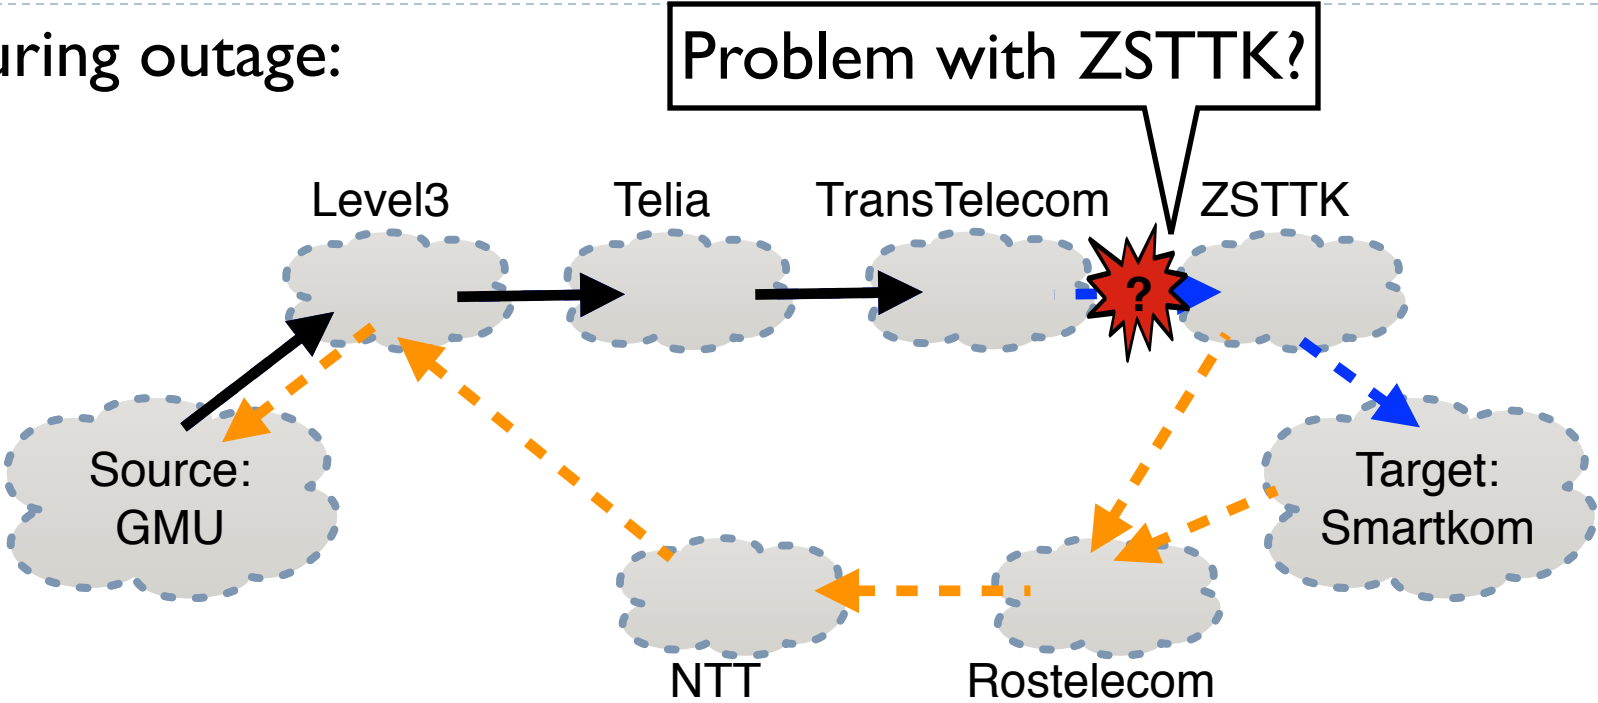 uring outage:
Problem with ZSTTK?
Level3
Telia
TransTelecom
ZSTTK
?
Source:
GMU
Target:
Smartkom
NTT
Rostelecom